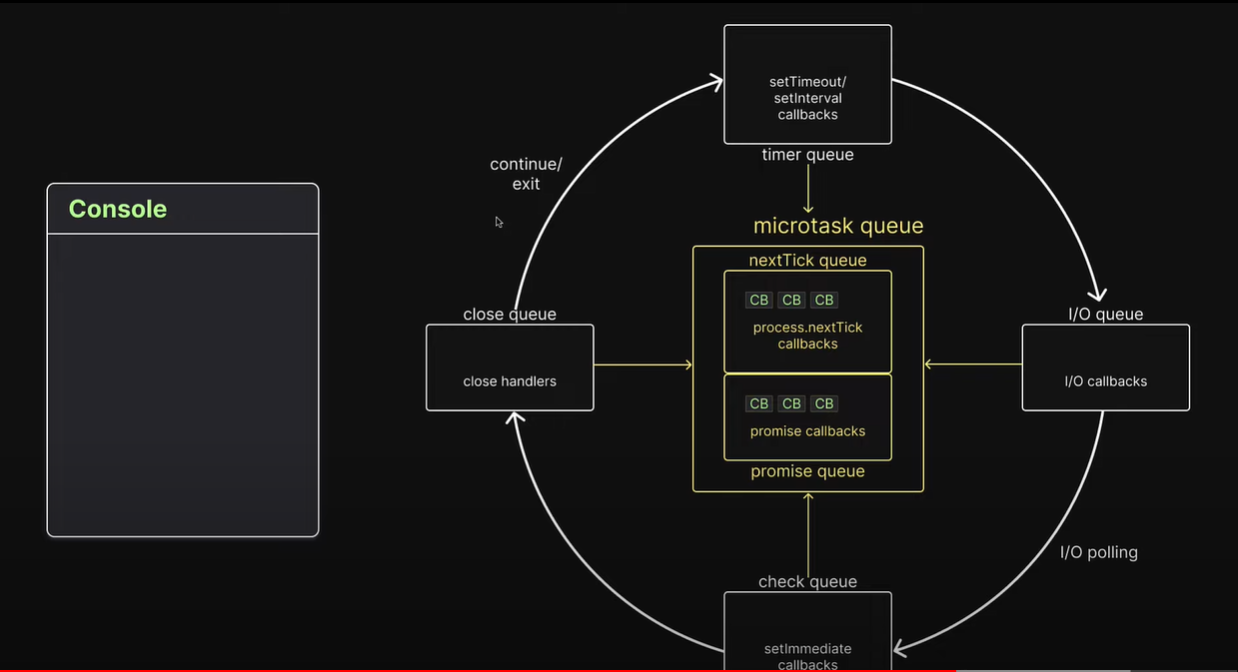 Console
continue/
exit
setTimeout/
setInterval
callbacks
timer queue
microtask queue
nextTick queue
CB CB CB
process.nextTick
callbacks
CB CB CB
promise callbacks
promise queue
close queue
close handlers
I/O queue
I/O callbacks
I/O polling
check queue
setImmediate
callbacks